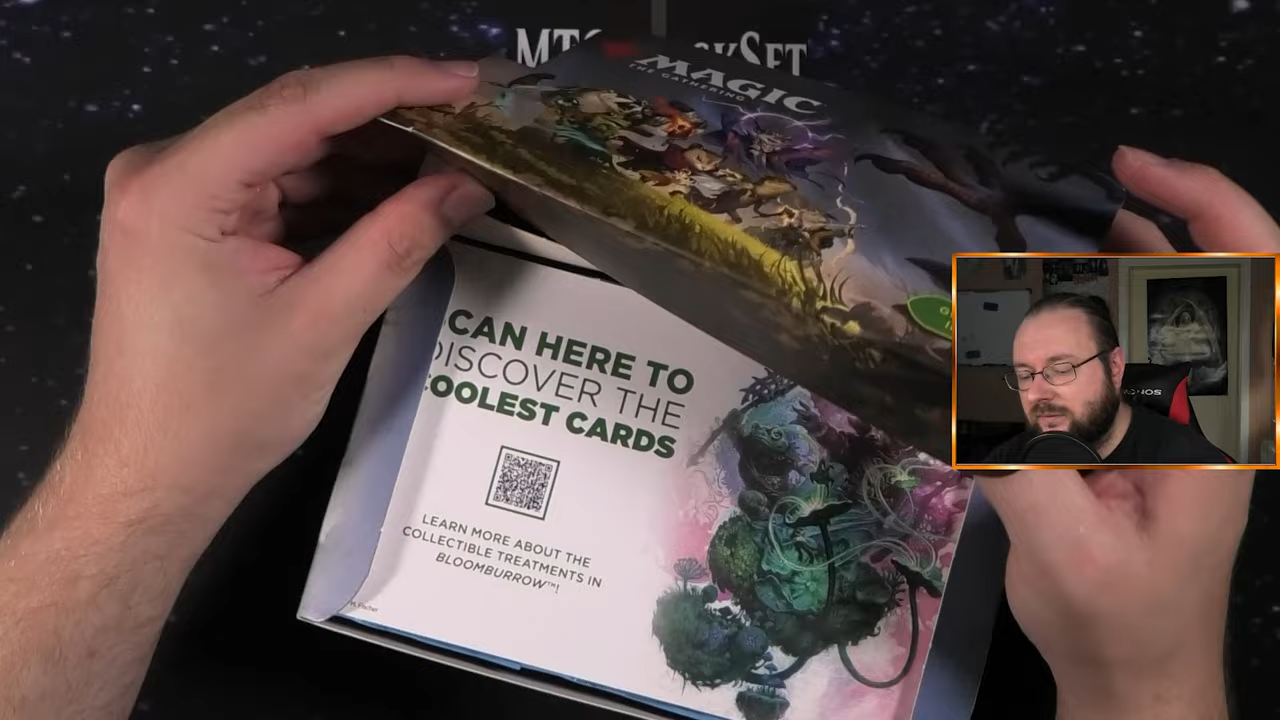 MAGIC
THE GATHERING
CAN HERE TO
DISCOVER THE
COOLEST CARDS
LEARN MORE ABOUT THE
COLLECTIBLE TREATMENTS IN
BLOOMBURROW™!